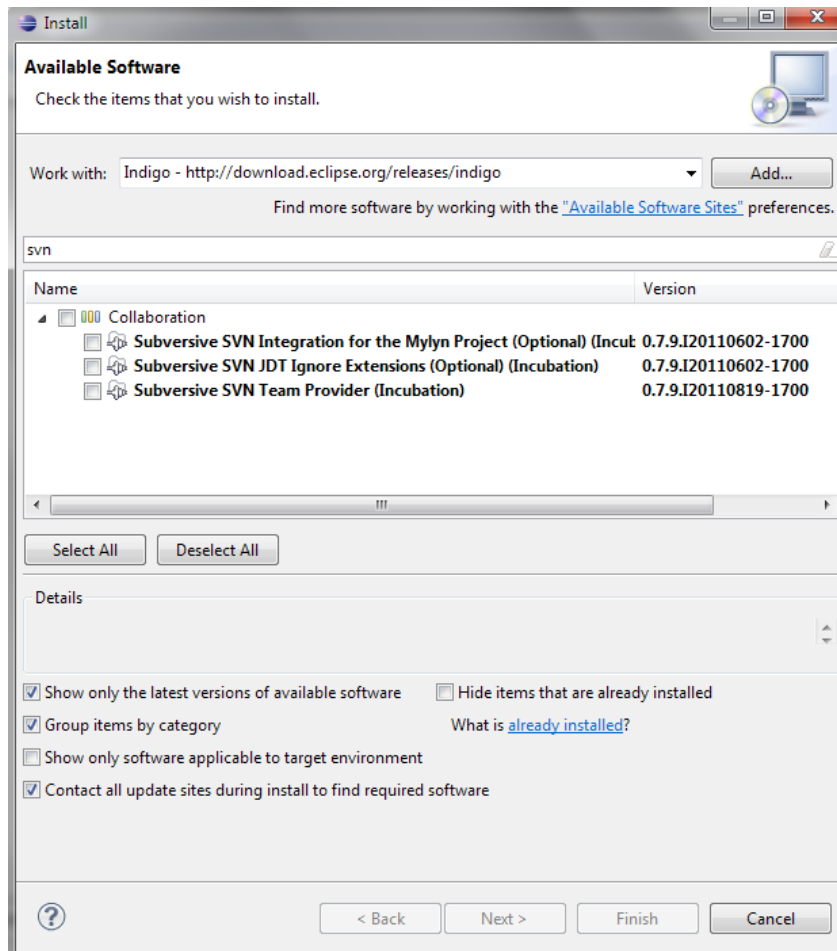 Install
Available Software
Check the items that you wish to install.
Work with: Indigo - http://download.eclipse.org/releases/indigo Add...
Find more software by working with the "Available Software Sites" preferences.
svn
Name Version
Collaboration
Subversive SVN Integration for the Mylyn Project (Optional) (Incub 0.7.9.I20110602-1700
Subversive SVN JDT Ignore Extensions (Optional) (Incubation) 0.7.9.I20110602-1700
Subversive SVN Team Provider (Incubation) 0.7.9.I20110819-1700
Select All Deselect All
Details
Show only the latest versions of available software Hide items that are already installed
Group items by category What is already installed?
Show only software applicable to target environment
Contact all update sites during install to find required software
? < Back Next > Finish Cancel